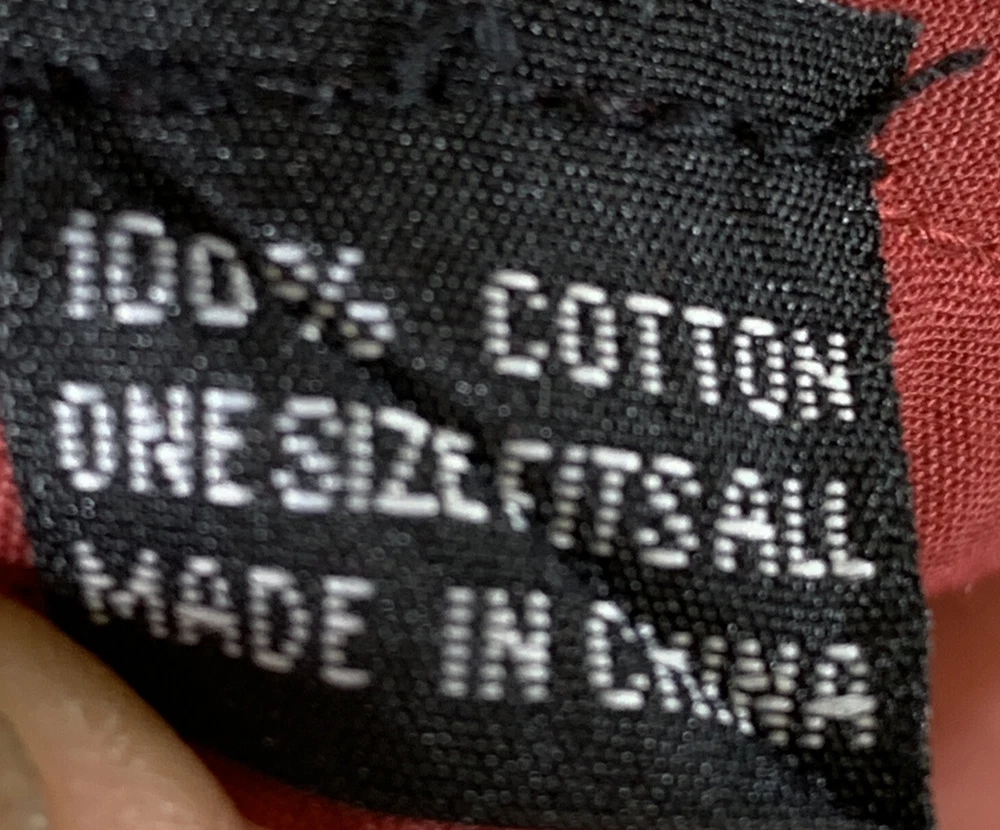 100% COTTON
ONE SIZE FITS ALL
MADE IN CHINA